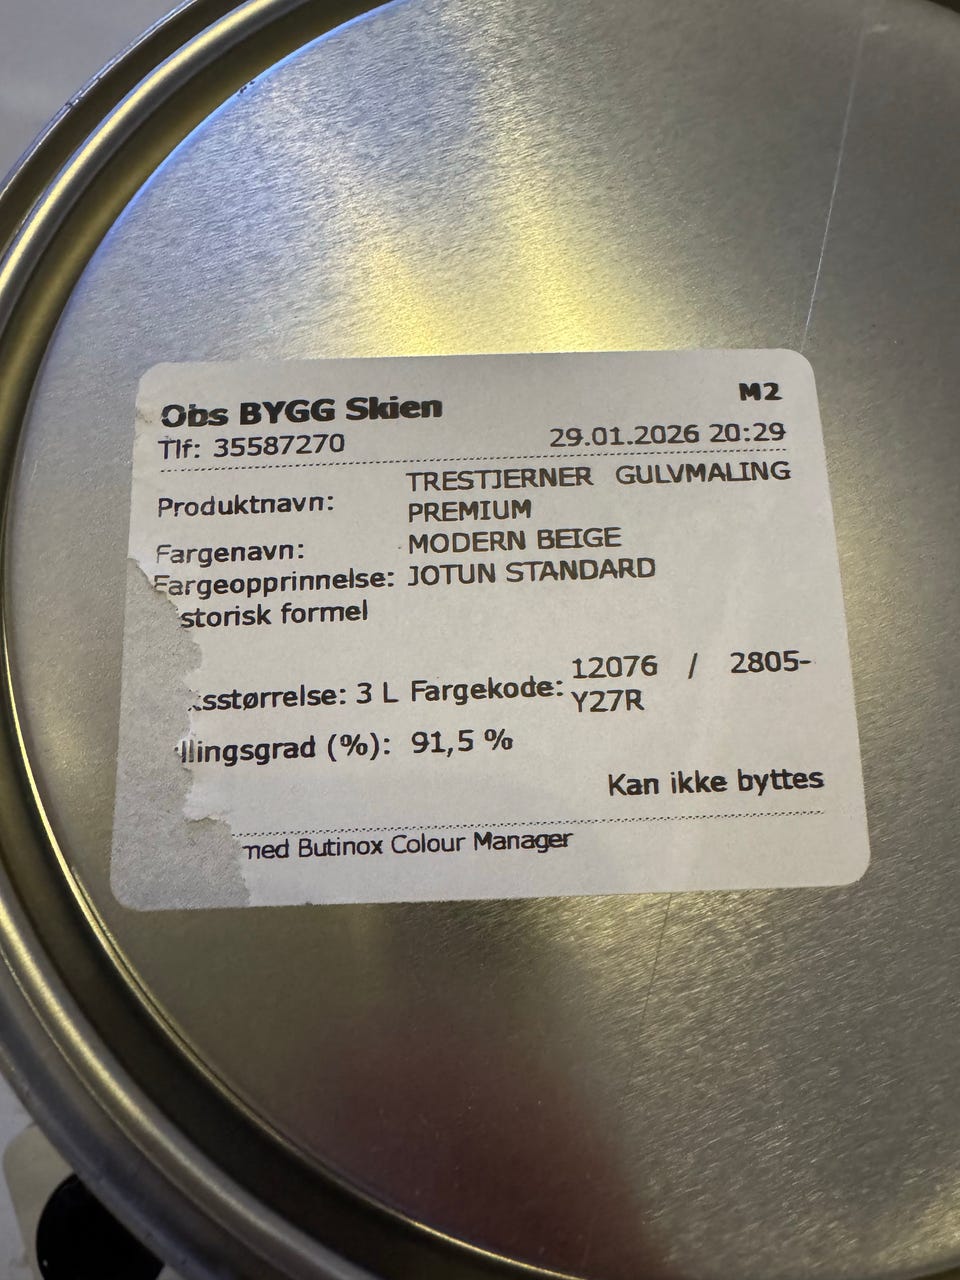 Obs BYGG Skien M2
Tlf: 35587270 29.01.2026 20:29
Produktnavn: TRESTJERNER GULVMALING PREMIUM
Fargenavn: MODERN BEIGE
Fargeopprinnelse: JOTUN STANDARD
storisk formel
sstørrelse: 3 L Fargekode: 12076 / 2805-Y27R
llingsgrad (%): 91,5 %
Kan ikke byttes
med Butinox Colour Manager